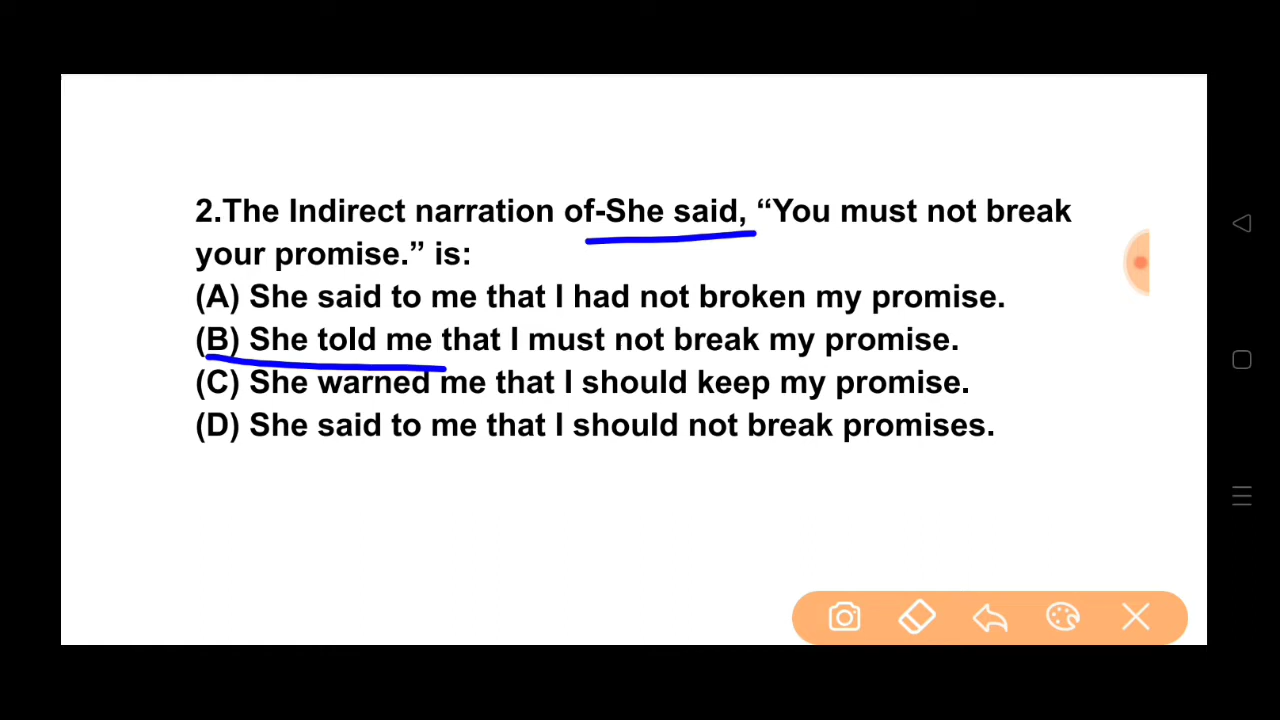 2.The Indirect narration of-She said, “You must not break
your promise.” is:
(A) She said to me that I had not broken my promise.
(B) She told me that I must not break my promise.
(C) She warned me that I should keep my promise.
(D) She said to me that I should not break promises.